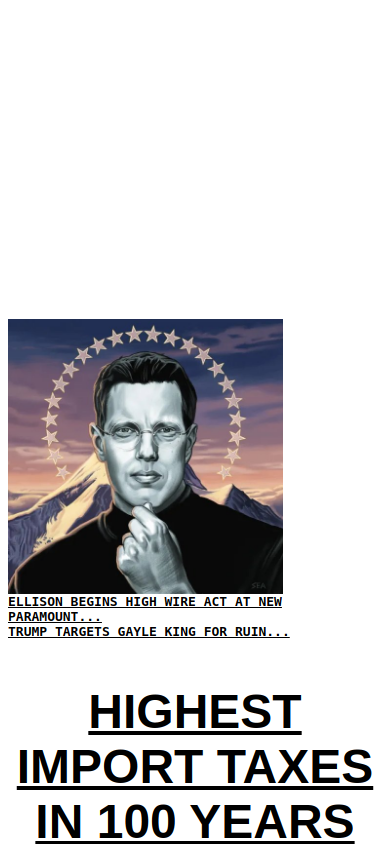 ELLISON BEGINS HIGH WIRE ACT AT NEW
PARAMOUNT...
TRUMP TARGETS GAYLE KING FOR RUIN...
HIGHEST
IMPORT TAXES
IN 100 YEARS